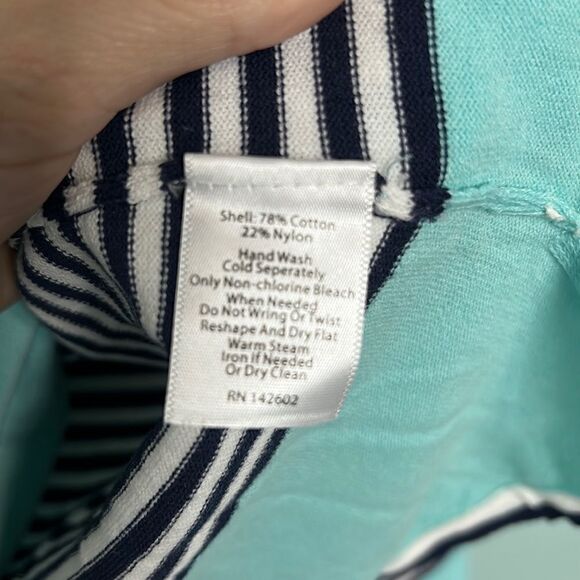 Shell: 78% Cotton
22% Nylon
Hand Wash
Cold Seperately
Only Non-chlorine Bleach
When Needed
Do Not Wring Or Twist
Reshape And Dry Flat
Warm Steam
Iron If Needed
Or Dry Clean
RN 142602